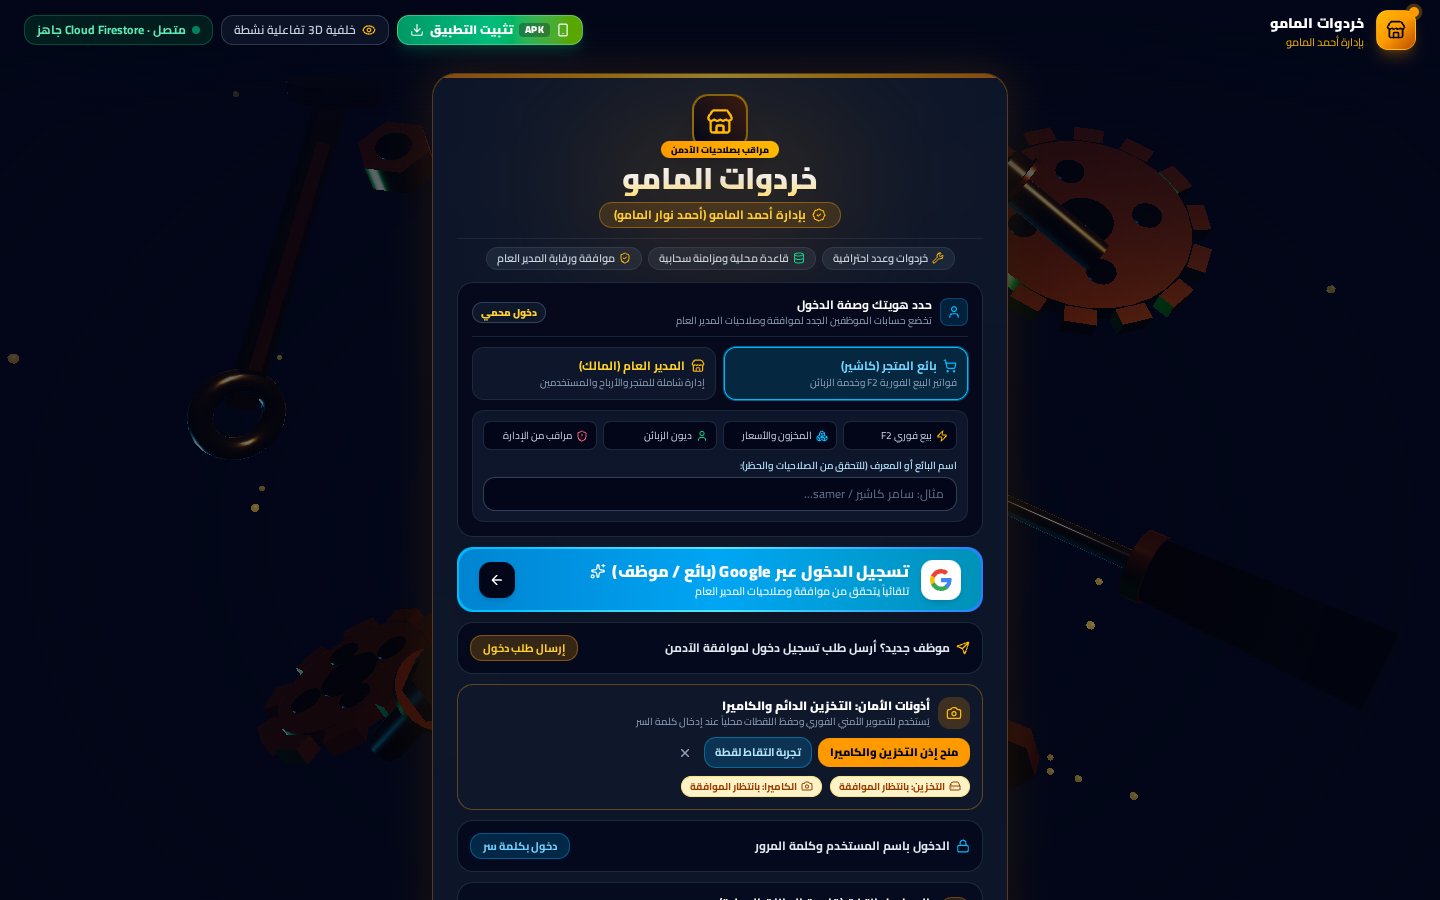 خردوات المامو
بإدارة أحمد المامو
تثبيت التطبيق APK
خلفية 3D تفاعلية نشطة
متصل · Cloud Firestore جاهز
مراقب بصلاحيات الآدمن
خردوات المامو
بإدارة أحمد المامو (أحمد نوار المامو)
خردوات وعدد احترافية
قاعدة محلية ومزامنة سحابية
موافقة ورقابة المدير العام
حدد هويتك وصفة الدخول
تخضع حسابات الموظفين الجدد لموافقة وصلاحيات المدير العام
دخول محمي
بائع المتجر (كاشير)
فواتير البيع الفورية F2 وخدمة الزبائن
المدير العام (المالك)
إدارة شاملة للمتجر والأرباح والمستخدمين
بيع فوري F2
المخزون والأسعار
ديون الزبائن
مراقب من الإدارة
اسم البائع أو المعرف (للتحقق من الصلاحيات والحظر):
مثال: سامر كاشير / samer...
تسجيل الدخول عبر Google (بائع / موظف)
تلقائياً يتحقق من موافقة وصلاحيات المدير العام
موظف جديد؟ أرسل طلب تسجيل دخول لموافقة الآدمن
إرسال طلب دخول
أذونات الأمان: التخزين الدائم والكاميرا
يُستخدم للتصوير الأمني الفوري وحفظ اللقطات محلياً عند إدخال كلمة السر
منح إذن التخزين والكاميرا
تجربة التقاط لقطة
التخزين: بانتظار الموافقة
الكاميرا: بانتظار الموافقة
الدخول باسم المستخدم وكلمة المرور
دخول بكلمة سر